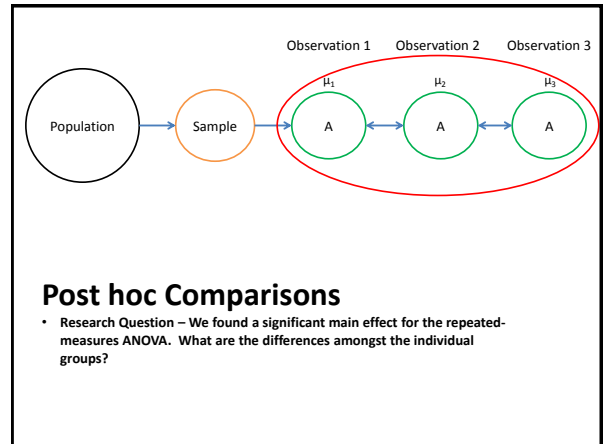 Observation 1 Observation 2 Observation 3
μ₁ μ₂ μ₃
Population Sample A A A
Post hoc Comparisons
• Research Question – We found a significant main effect for the repeated-
measures ANOVA. What are the differences amongst the individual
groups?